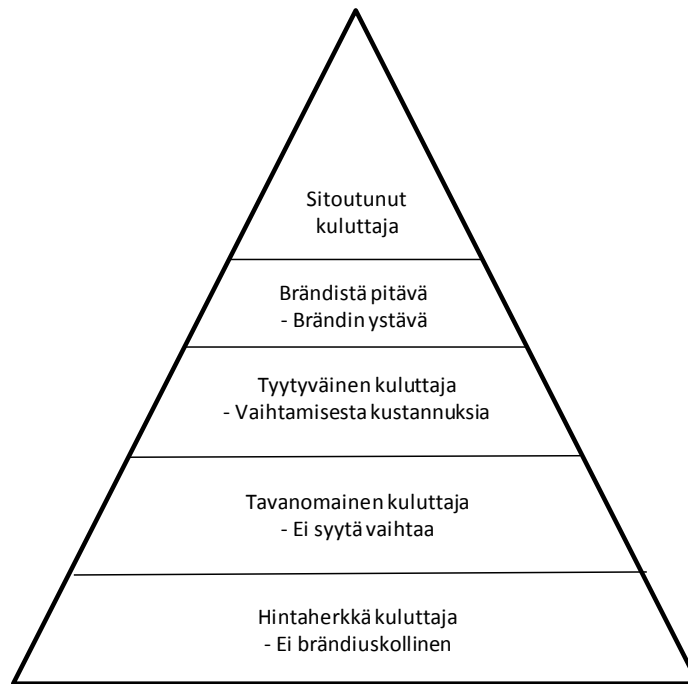 Sitoutunut
kuluttaja
Brändistä pitävä
- Brändin ystävä
Tyytyväinen kuluttaja
- Vaihtamisesta kustannuksia
Tavanomainen kuluttaja
- Ei syytä vaihtaa
Hintaherkkä kuluttaja
- Ei brändiuskollinen